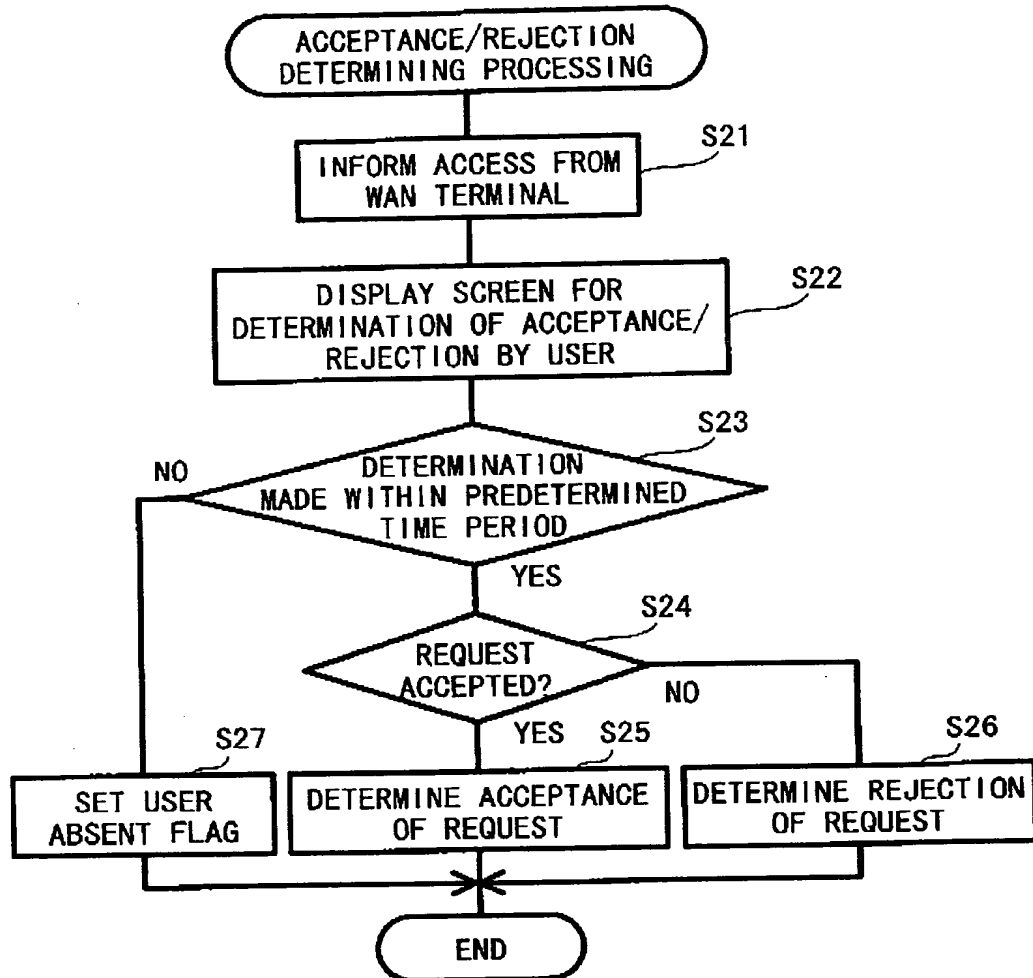 ACCEPTANCE/REJECTION
DETERMINING PROCESSING
S21
INFORM ACCESS FROM
WAN TERMINAL
S22
DISPLAY SCREEN FOR
DETERMINATION OF ACCEPTANCE/
REJECTION BY USER
S23
NO
DETERMINATION
MADE WITHIN PREDETERMINED
TIME PERIOD
YES
S24
REQUEST
ACCEPTED?
NO
YES
S27
S25
S26
SET USER
ABSENT FLAG
DETERMINE ACCEPTANCE
OF REQUEST
DETERMINE REJECTION
OF REQUEST
END